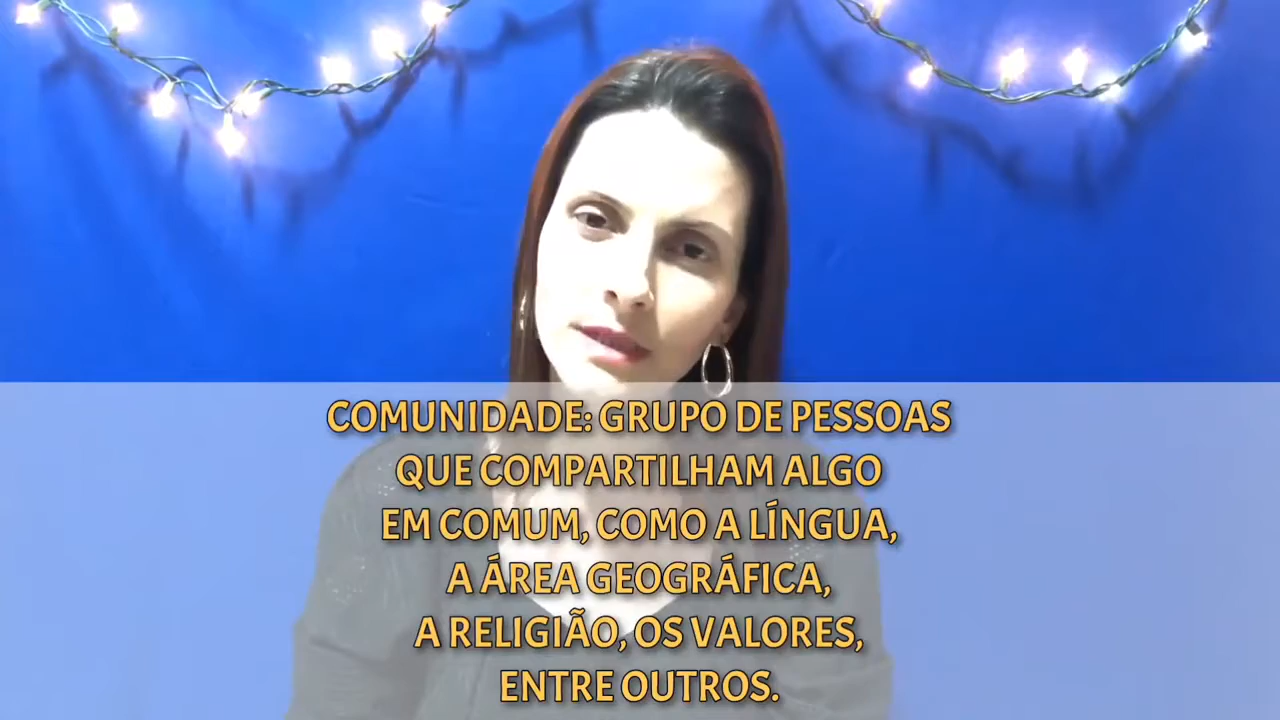 COMUNIDADE: GRUPO DE PESSOAS
QUE COMPARTILHAM ALGO
EM COMUM, COMO A LÍNGUA,
A ÁREA GEOGRÁFICA,
A RELIGIÃO, OS VALORES,
ENTRE OUTROS.